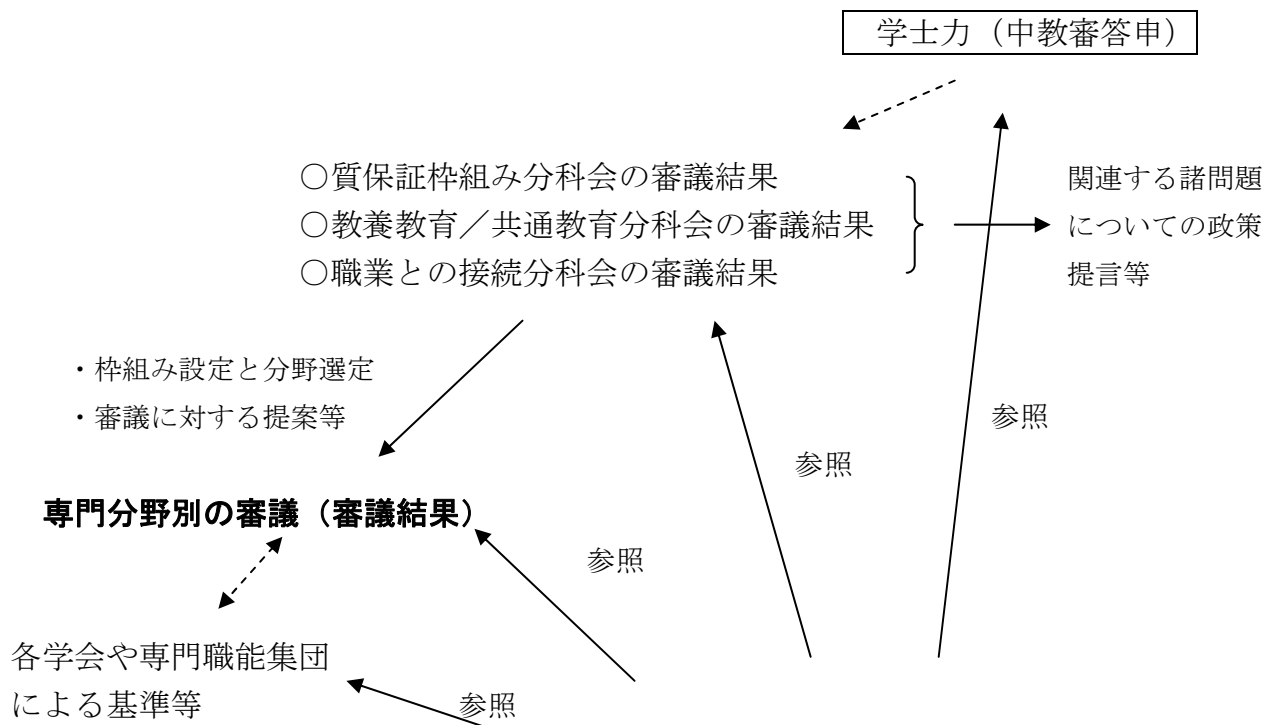 学士力（中教審答申）
○質保証枠組み分科会の審議結果
○教養教育／共通教育分科会の審議結果
○職業との接続分科会の審議結果
関連する諸問題
についての政策
提言等
・枠組み設定と分野選定
・審議に対する提案等
参照
参照
専門分野別の審議（審議結果）
参照
各学会や専門職能集団
による基準等
参照